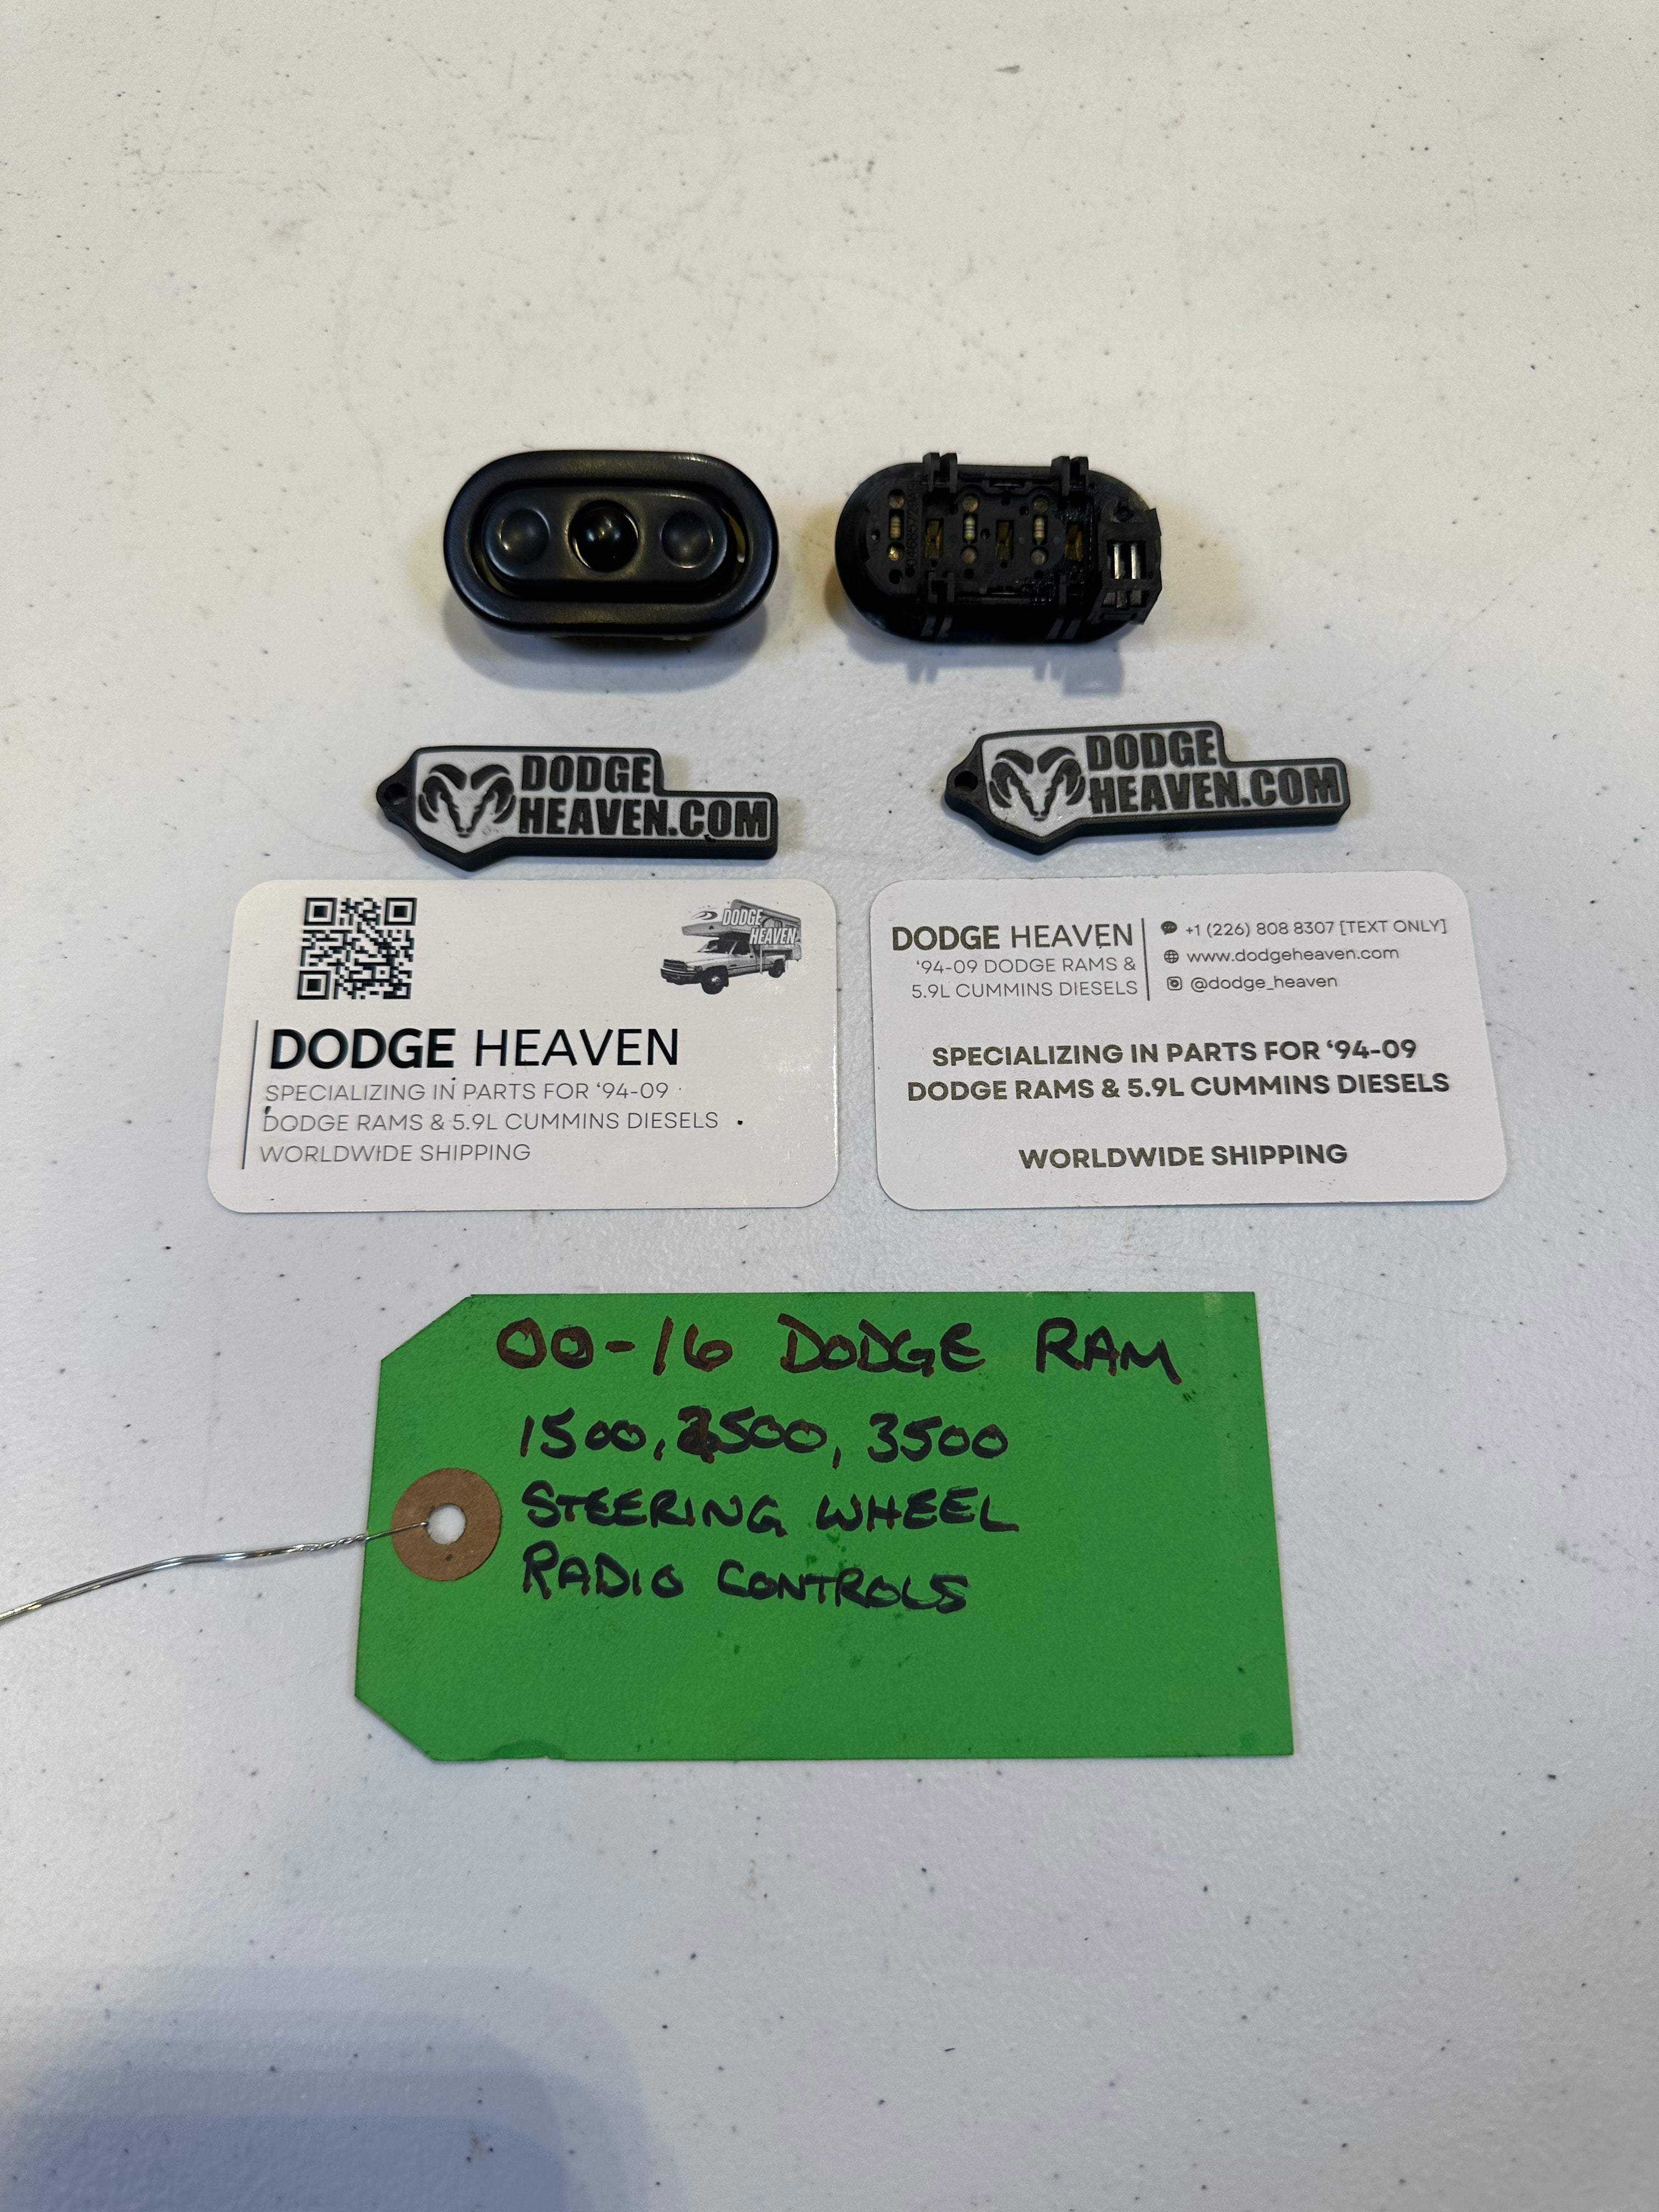 DODGE
HEAVEN.COM
DODGE
HEAVEN.COM
DODGE
HEAVEN
DODGE HEAVEN
SPECIALIZING IN PARTS FOR ‘94-09
DODGE RAMS & 5.9L CUMMINS DIESELS
WORLDWIDE SHIPPING
DODGE HEAVEN
‘94-09 DODGE RAMS &
5.9L CUMMINS DIESELS
+1 (226) 808 8307 [TEXT ONLY]
www.dodgeheaven.com
@dodge_heaven
SPECIALIZING IN PARTS FOR ‘94-09
DODGE RAMS & 5.9L CUMMINS DIESELS
WORLDWIDE SHIPPING
00-16 DODGE RAM
1500, 2500, 3500
STEERING WHEEL
RADIO CONTROLS